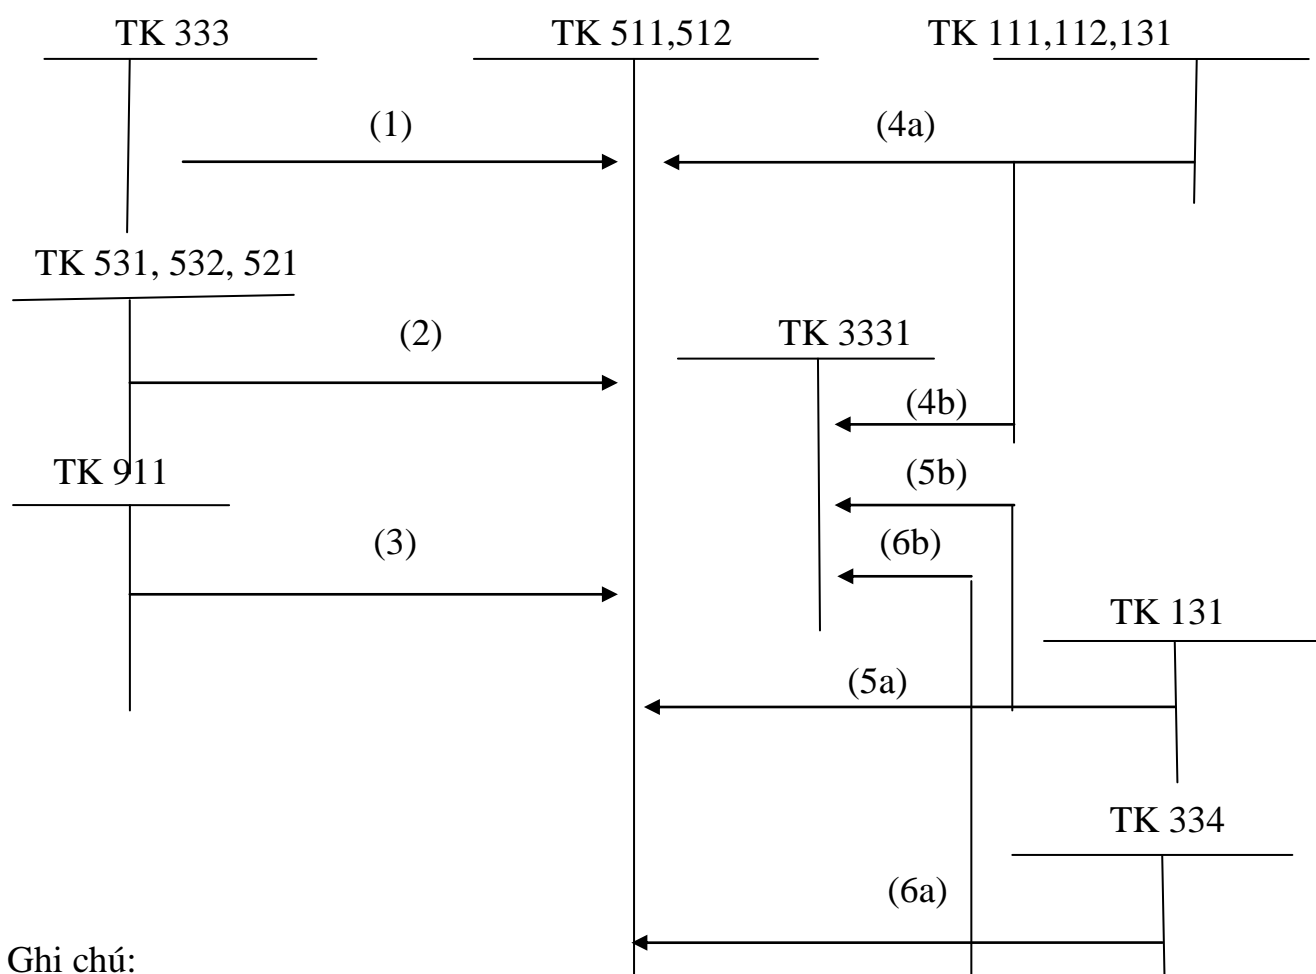 TK 333 TK 511,512 TK 111,112,131
(1) (4a)
TK 531, 532, 521
(2) TK 3331
(4b)
TK 911 (5b)
(3) (6b)
TK 131
(5a)
TK 334
(6a)
Ghi chú: